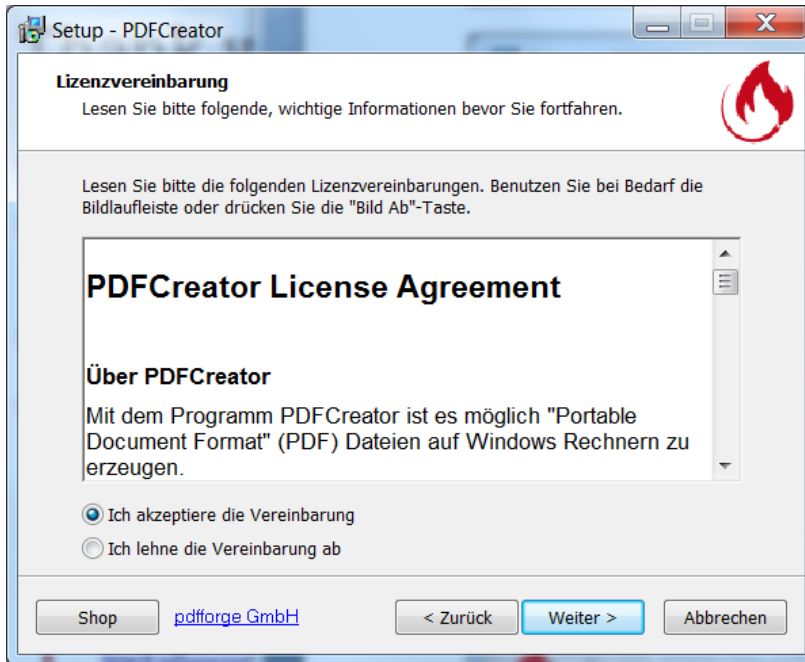 Setup - PDFCreator
Lizenzvereinbarung
Lesen Sie bitte folgende, wichtige Informationen bevor Sie fortfahren.
Lesen Sie bitte die folgenden Lizenzvereinbarungen. Benutzen Sie bei Bedarf die
Bildlaufleiste oder drücken Sie die "Bild Ab"-Taste.
PDFCreator License Agreement
Über PDFCreator
Mit dem Programm PDFCreator ist es möglich "Portable
Document Format" (PDF) Dateien auf Windows Rechnern zu
erzeugen.
Ich akzeptiere die Vereinbarung
Ich lehne die Vereinbarung ab
Shop pdfforge GmbH < Zurück Weiter > Abbrechen